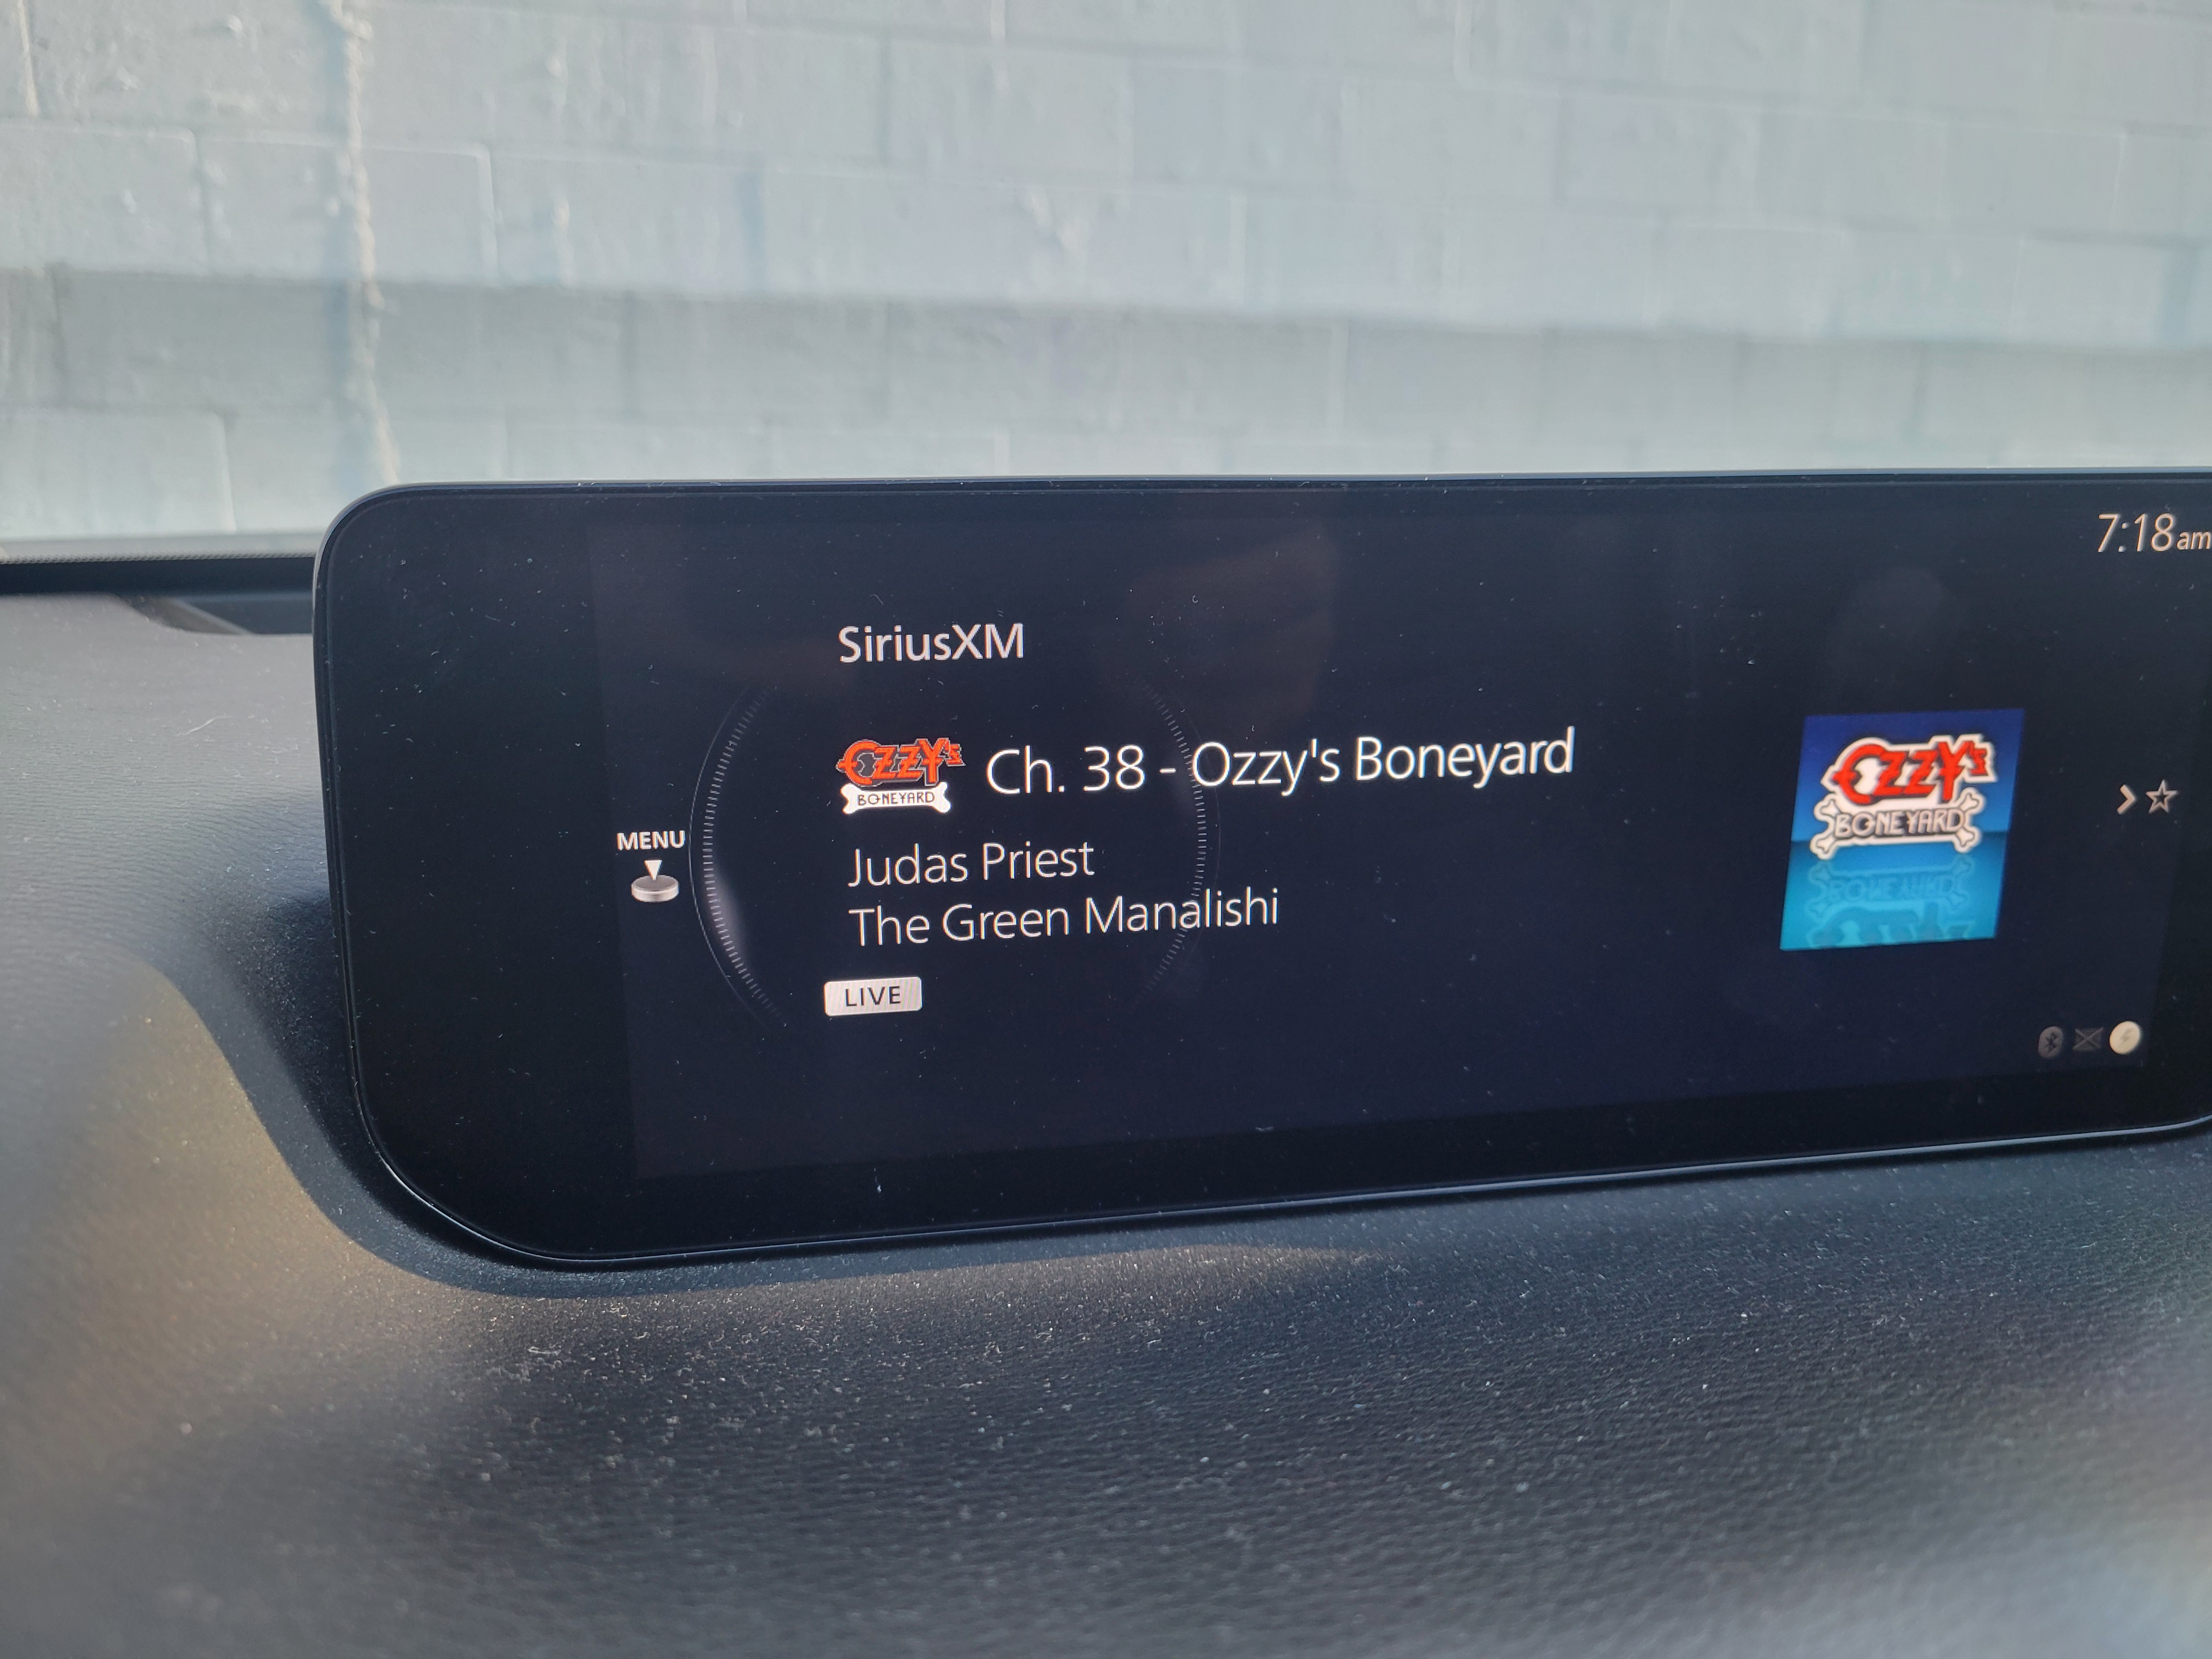 7:18am
SiriusXM
OZZY'S
BONEYARD
Ch. 38 - Ozzy's Boneyard
OZZY'S
BONEYARD
MENU
Judas Priest
The Green Manalishi
LIVE